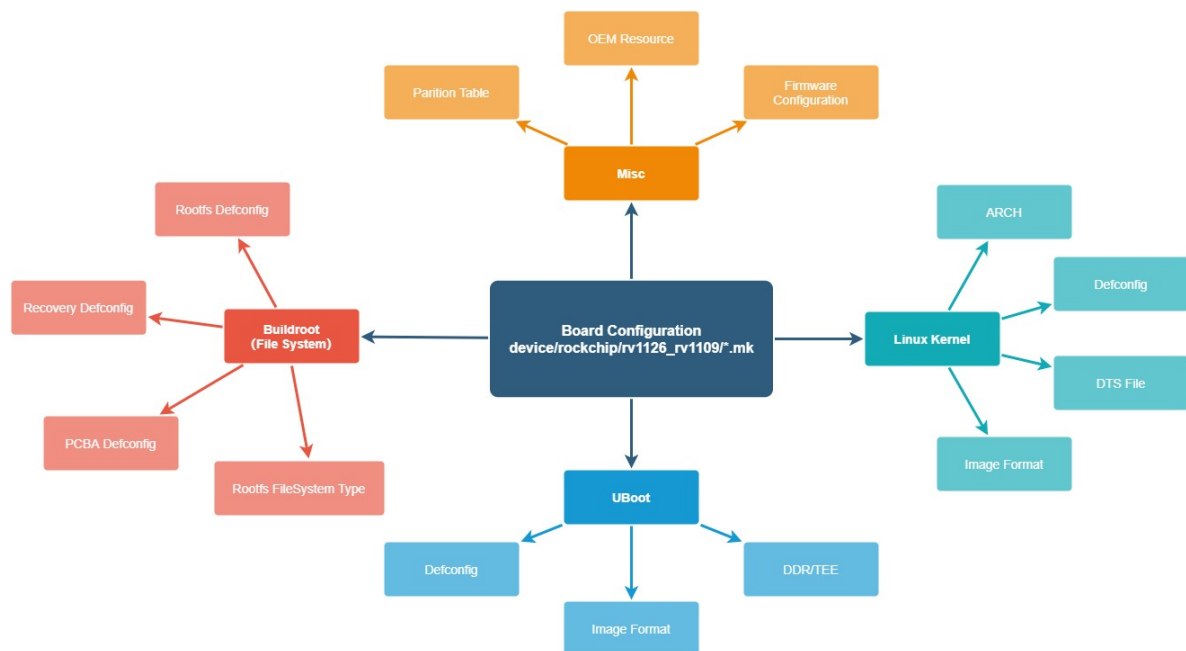 OEM Resource
Parition Table
Firmware
Configuration
Misc
Rootfs Defconfig
ARCH
Recovery Defconfig
Defconfig
Buildroot
(File System)
Board Configuration
device/rockchip/rv1126_rv1109/*.mk
Linux Kernel
DTS File
PCBA Defconfig
Image Format
Rootfs FileSystem Type
UBoot
Defconfig
DDR/TEE
Image Format